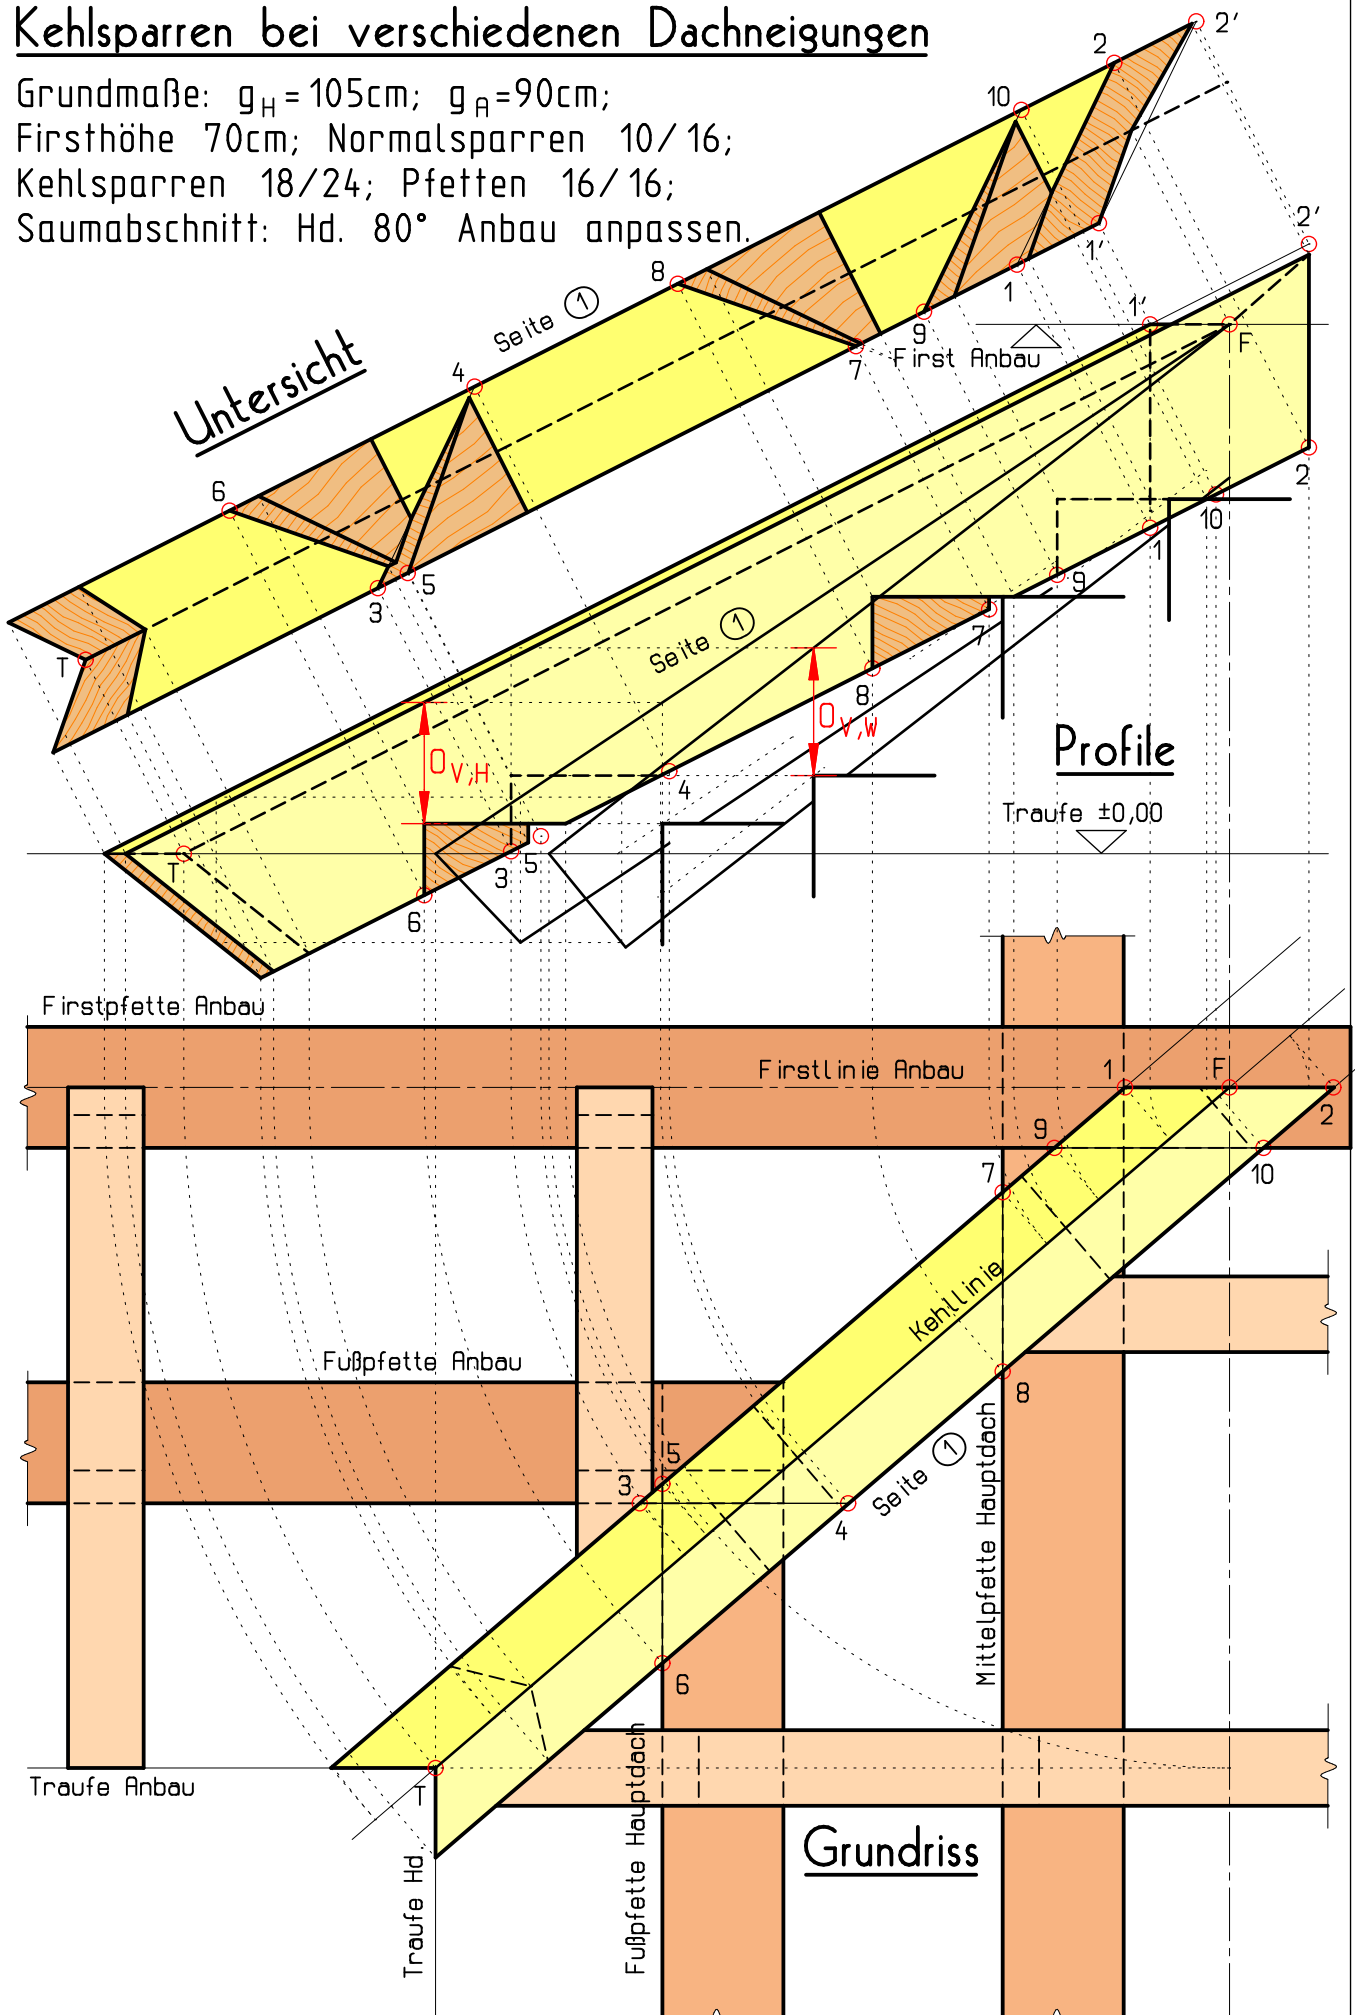 Kehlsparren bei verschiedenen Dachneigungen
Grundmaße: gH=105cm; gA=90cm;
Firsthöhe 70cm; Normalsparren 10/16;
Kehlsparren 18/24; Pfetten 16/16;
Saumabschnitt: Hd. 80° Anbau anpassen.
2'
2
10
8
Seite 1
1'
1
9
7
First Anbau
Untersicht
4
6
5
3
T
2'
1'
F
2
10
1
9
Seite 1
7
8
OV,W
OV,H
4
Profile
Traufe ±0,00
T
3
5
6
Firstpfette Anbau
Firstlinie Anbau
1
F
2
9
10
7
Kehllinie
Fußpfette Anbau
8
5
3
Seite 1
4
Mittelpfette Hauptdach
6
T
Traufe Anbau
Fußpfette Hauptdach
Traufe Hd.
Grundriss